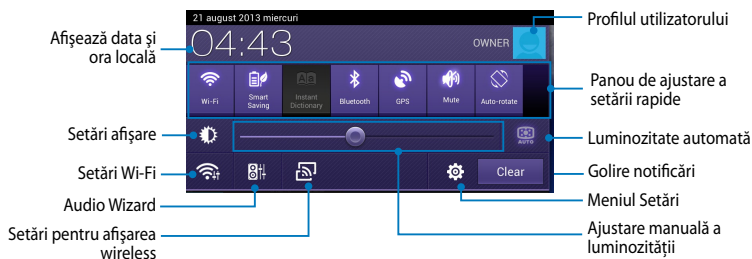 21 august 2013 miercuri
04:43
OWNER
Profilul utilizatorului
Afişează data şi
ora locală
Wi-Fi
Smart
Saving
Instant
Dictionary
Bluetooth
GPS
Mute
Auto-rotate
Panou de ajustare a
setării rapide
Setări afişare
AUTO
Luminozitate automată
Setări Wi-Fi
Clear
Golire notificări
Audio Wizard
Meniul Setări
Setări pentru afişarea
wireless
Ajustare manuală a
luminozității